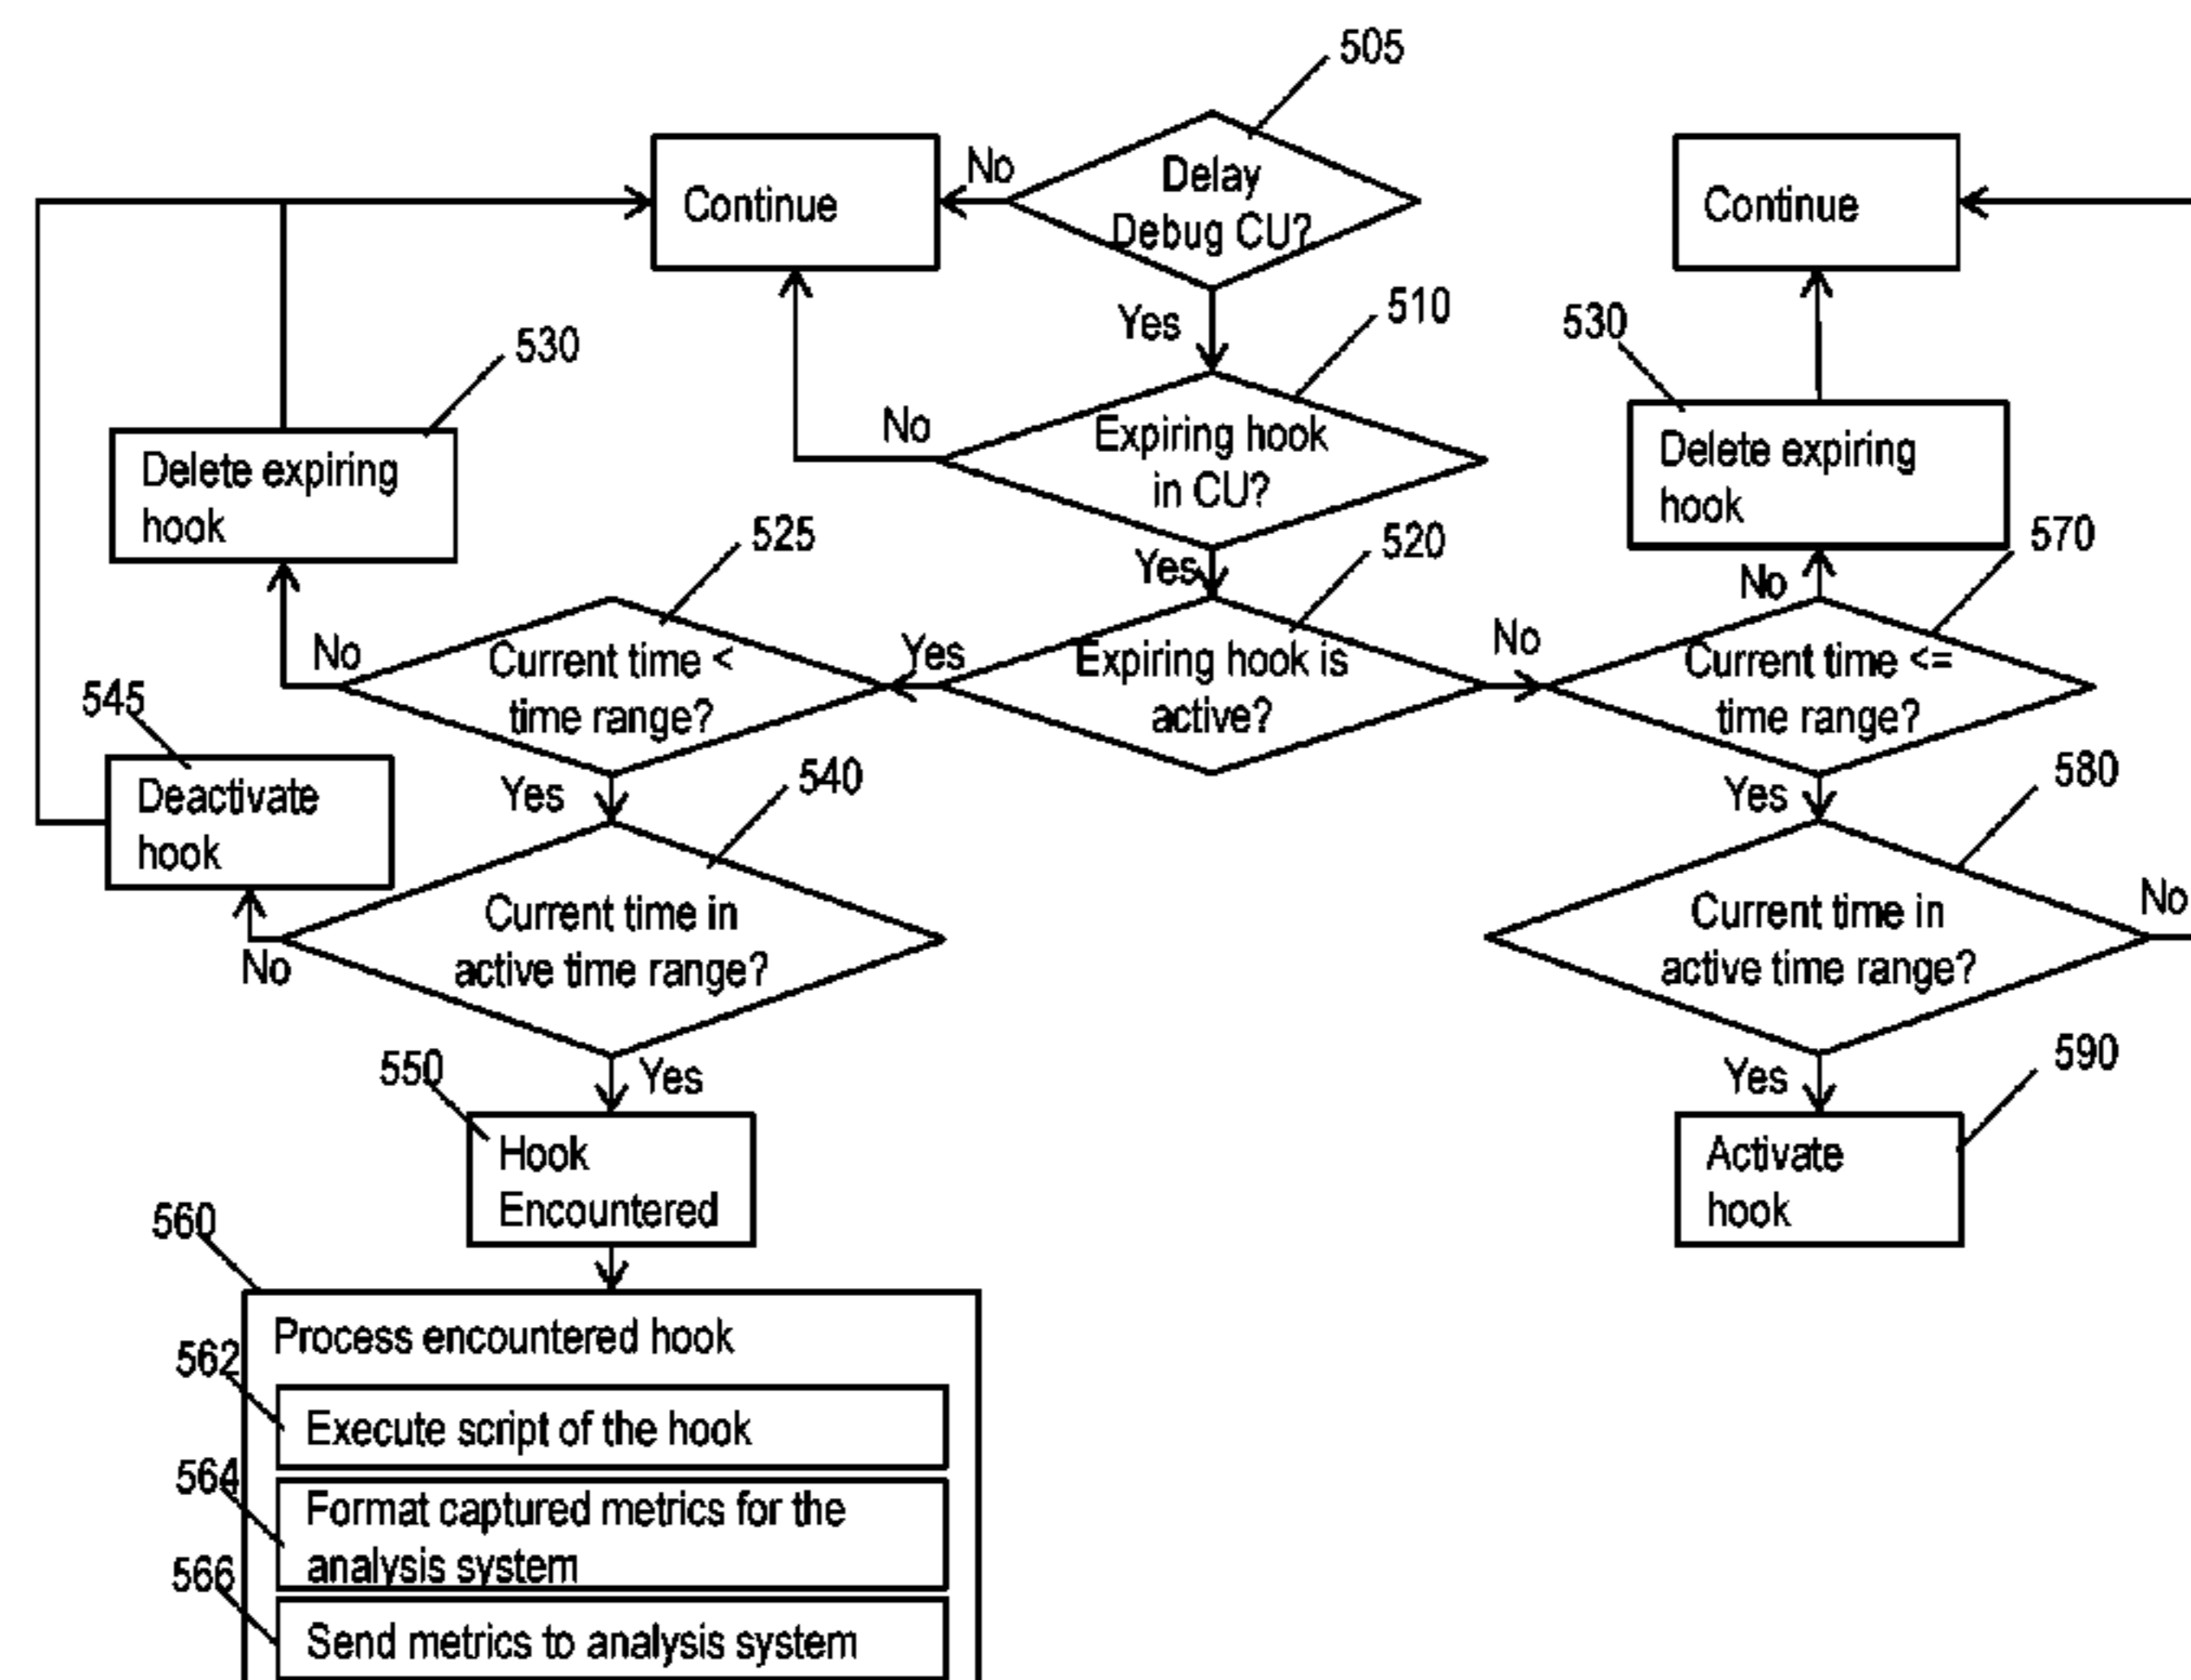 505
Continue
No
Delay
Debug CU?
Continue
Yes
510
530
530
Delete expiring
hook
No
Expiring hook
in CU?
Delete expiring
hook
525
Yes
520
570
No
No
Current time <
time range?
Yes
Expiring hook is
active?
No
Current time <=
time range?
545
Deactivate
hook
Yes
540
Yes
580
No
Current time in
active time range?
Current time in
active time range?
No
550
Yes
Yes
590
Hook
Encountered
Activate
hook
560
Process encountered hook
562
Execute script of the hook
564
Format captured metrics for the
analysis system
566
Send metrics to analysis system